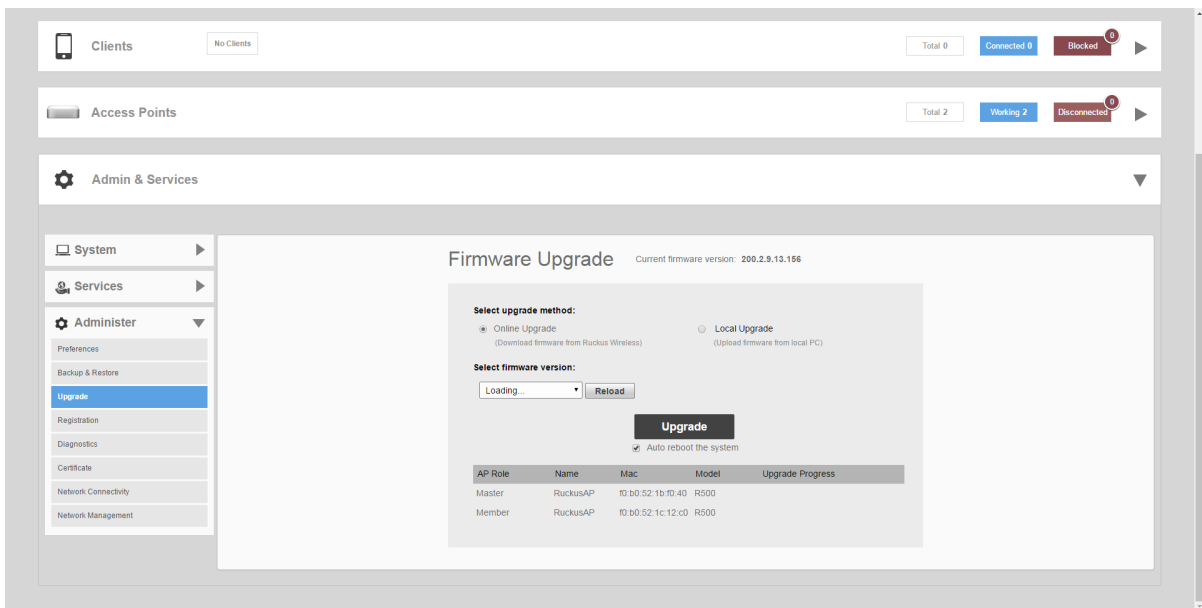 Clients
No Clients
Total 0
Connected 0
Blocked
0
Access Points
Total 2
Working 2
Disconnected
0
Admin & Services
System
Services
Administer
Preferences
Backup & Restore
Upgrade
Registration
Diagnostics
Certificate
Network Connectivity
Network Management
Firmware Upgrade Current firmware version: 200.2.9.13.156
Select upgrade method:
Online Upgrade Local Upgrade
(Download firmware from Ruckus Wireless) (Upload firmware from local PC)
Select firmware version:
Loading... Reload
Upgrade
Auto reboot the system
AP Role Name Mac Model Upgrade Progress
Master RuckusAP f0:b0:52:1b:f0:40 R500
Member RuckusAP f0:b0:52:1c:12:c0 R500